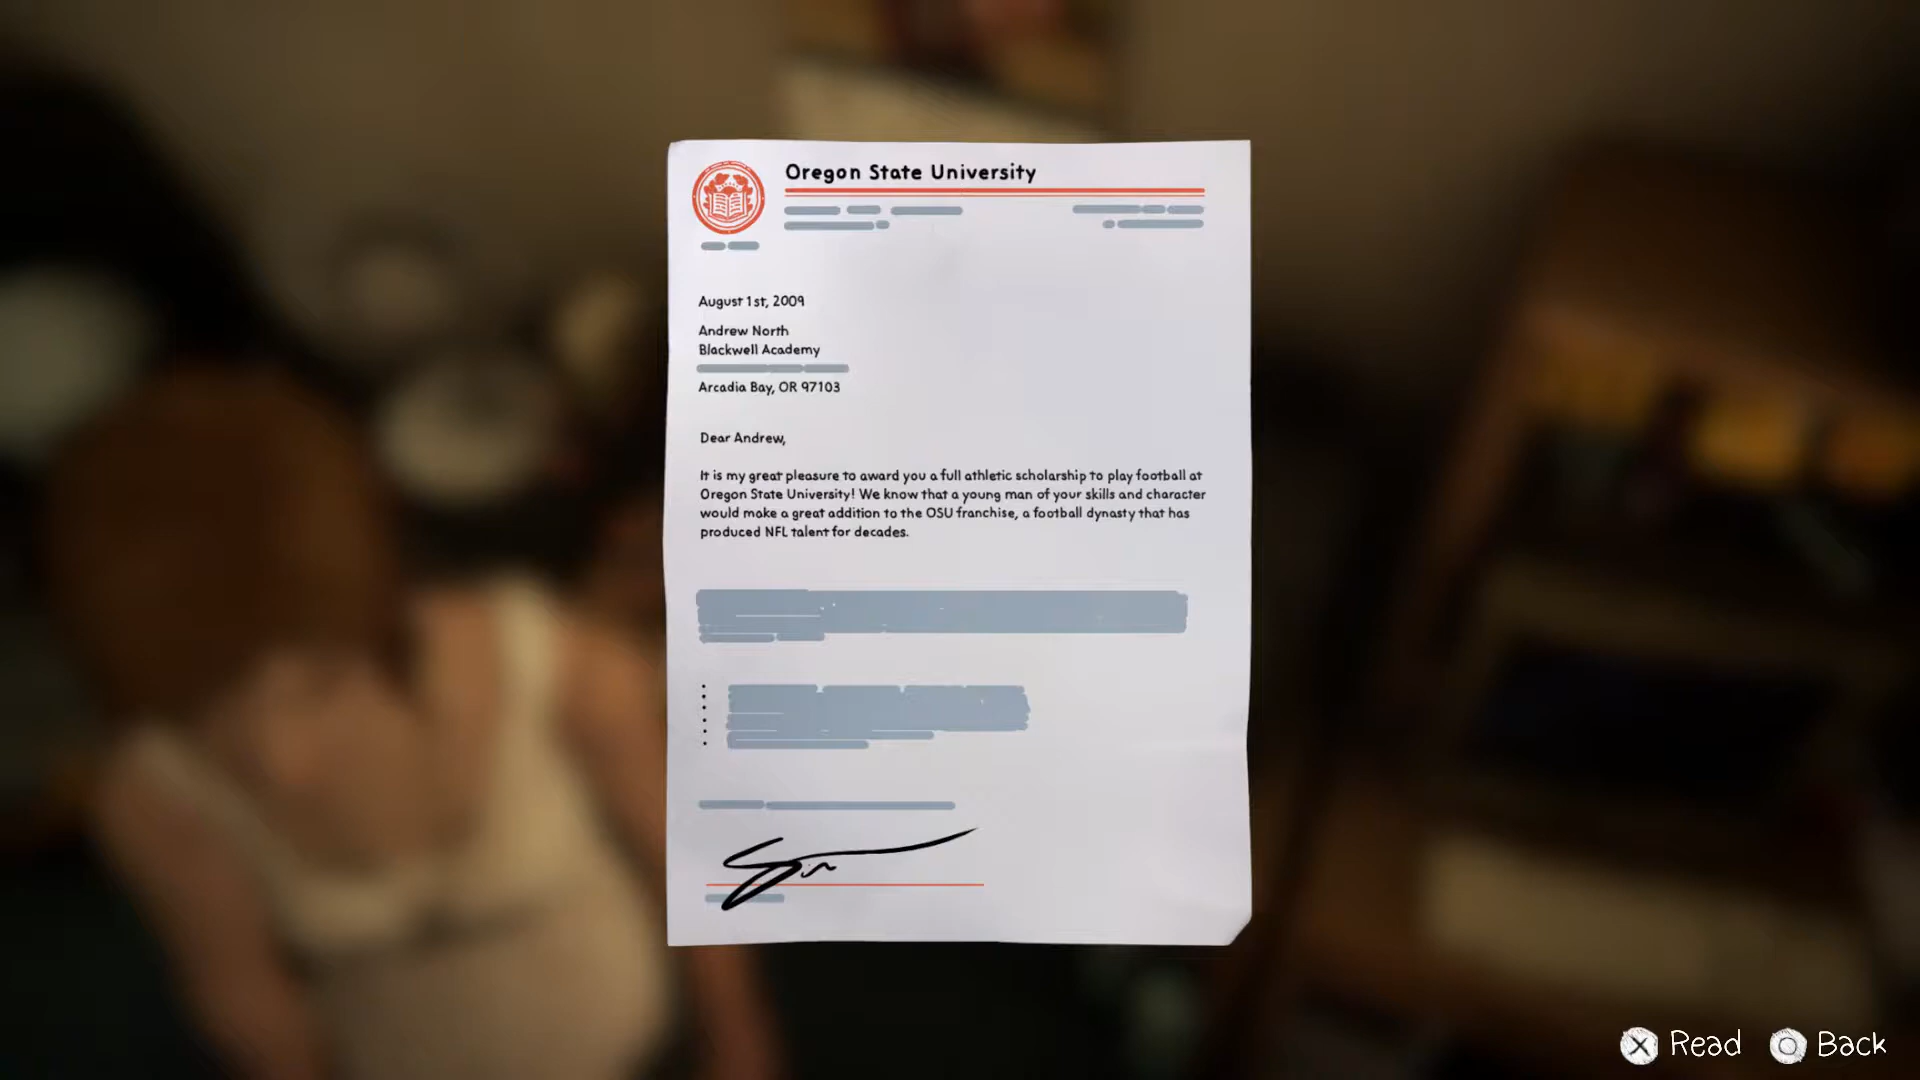 Oregon State University
August 1st, 2009
Andrew North
Blackwell Academy
Arcadia Bay, OR 97103
Dear Andrew,
It is my great pleasure to award you a full athletic scholarship to play football at
Oregon State University! We know that a young man of your skills and character
would make a great addition to the OSU franchise, a football dynasty that has
produced NFL talent for decades.
Read
Back